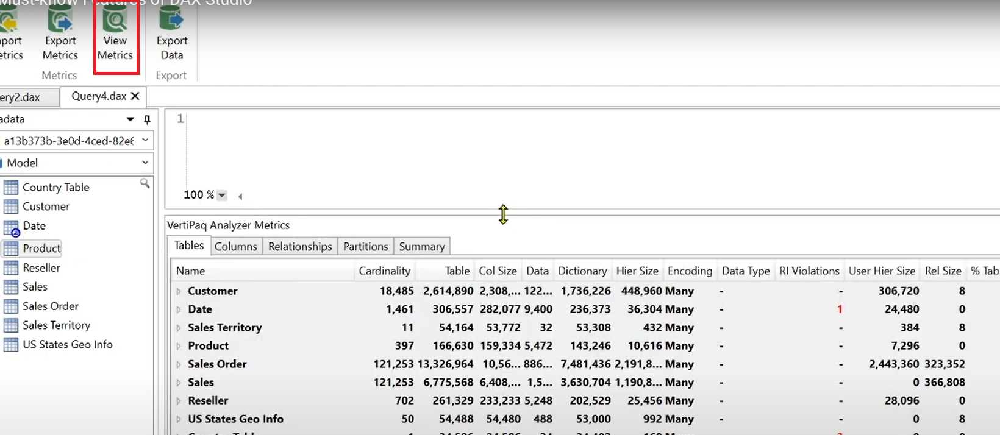 Must-know Features of DAX Studio
port
etrics
Export
Metrics
View
Metrics
Export
Data
Metrics
Export
ery2.dax
Query4.dax
adata
a13b373b-3e0d-4ced-82e6
Model
Country Table
Customer
Date
Product
Reseller
Sales
Sales Order
Sales Territory
US States Geo Info
1
100 %
VertiPaq Analyzer Metrics
Tables Columns Relationships Partitions Summary
Name Cardinality Table Col Size Data Dictionary Hier Size Encoding Data Type RI Violations User Hier Size Rel Size % Tab
Customer 18,485 2,614,890 2,308,... 122... 1,736,226 448,960 Many - - 306,720 8
Date 1,461 306,557 282,077 9,400 236,373 36,304 Many - 1 24,480 0
Sales Territory 11 54,164 53,772 32 53,308 432 Many - - 384 8
Product 397 166,630 159,334 5,472 143,246 10,616 Many - - 7,296 0
Sales Order 121,253 13,326,964 10,56... 886... 7,481,436 2,191,8... Many - - 2,443,360 323,352
Sales 121,253 6,775,568 6,408,... 1,5... 3,630,704 1,190,8... Many - - 0 366,808
Reseller 702 261,329 233,233 5,248 202,529 25,456 Many - - 28,096 0
US States Geo Info 50 54,488 54,480 488 53,000 992 Many - - 0 8